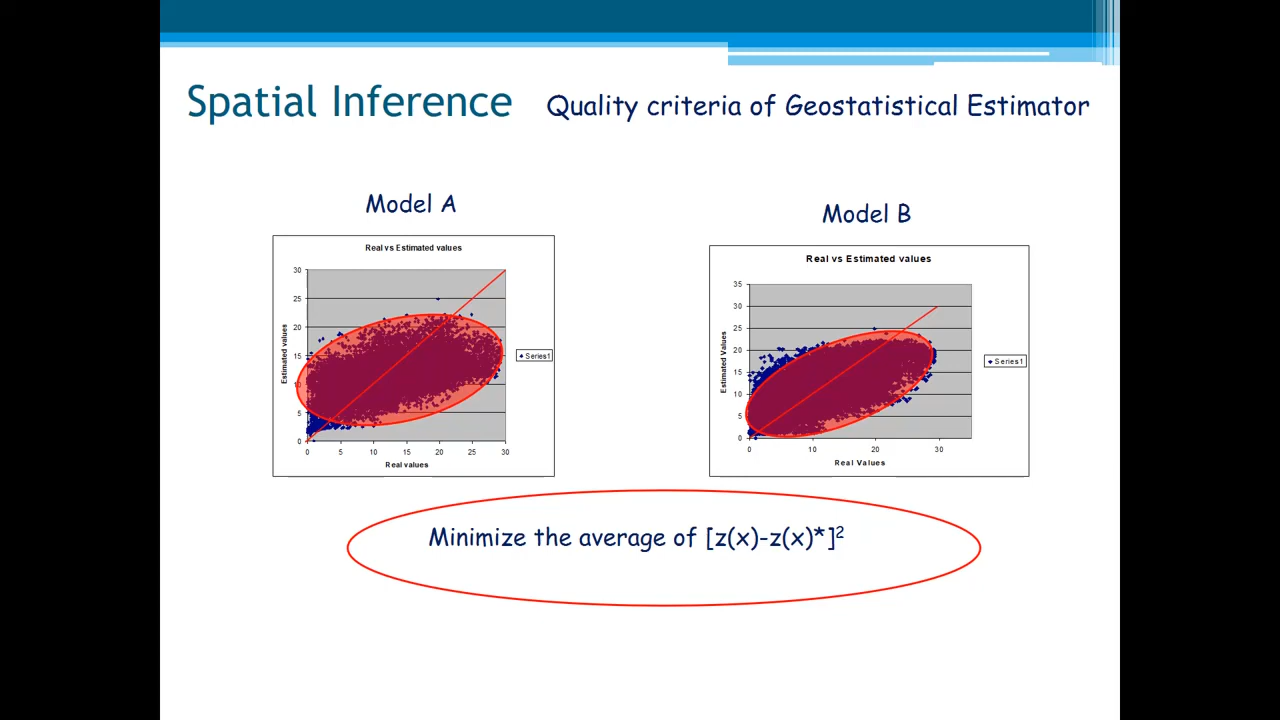 Spatial Inference Quality criteria of Geostatistical Estimator
Model A
Real vs Estimated values
30
25
20
15
10
5
0
Estimated values
0 5 10 15 20 25 30
Real values
Series1
Model B
Real vs Estimated values
35
30
25
20
15
10
5
0
Estimated Values
0 10 20 30
Real Values
Series1
Minimize the average of [z(x)-z(x)*]²